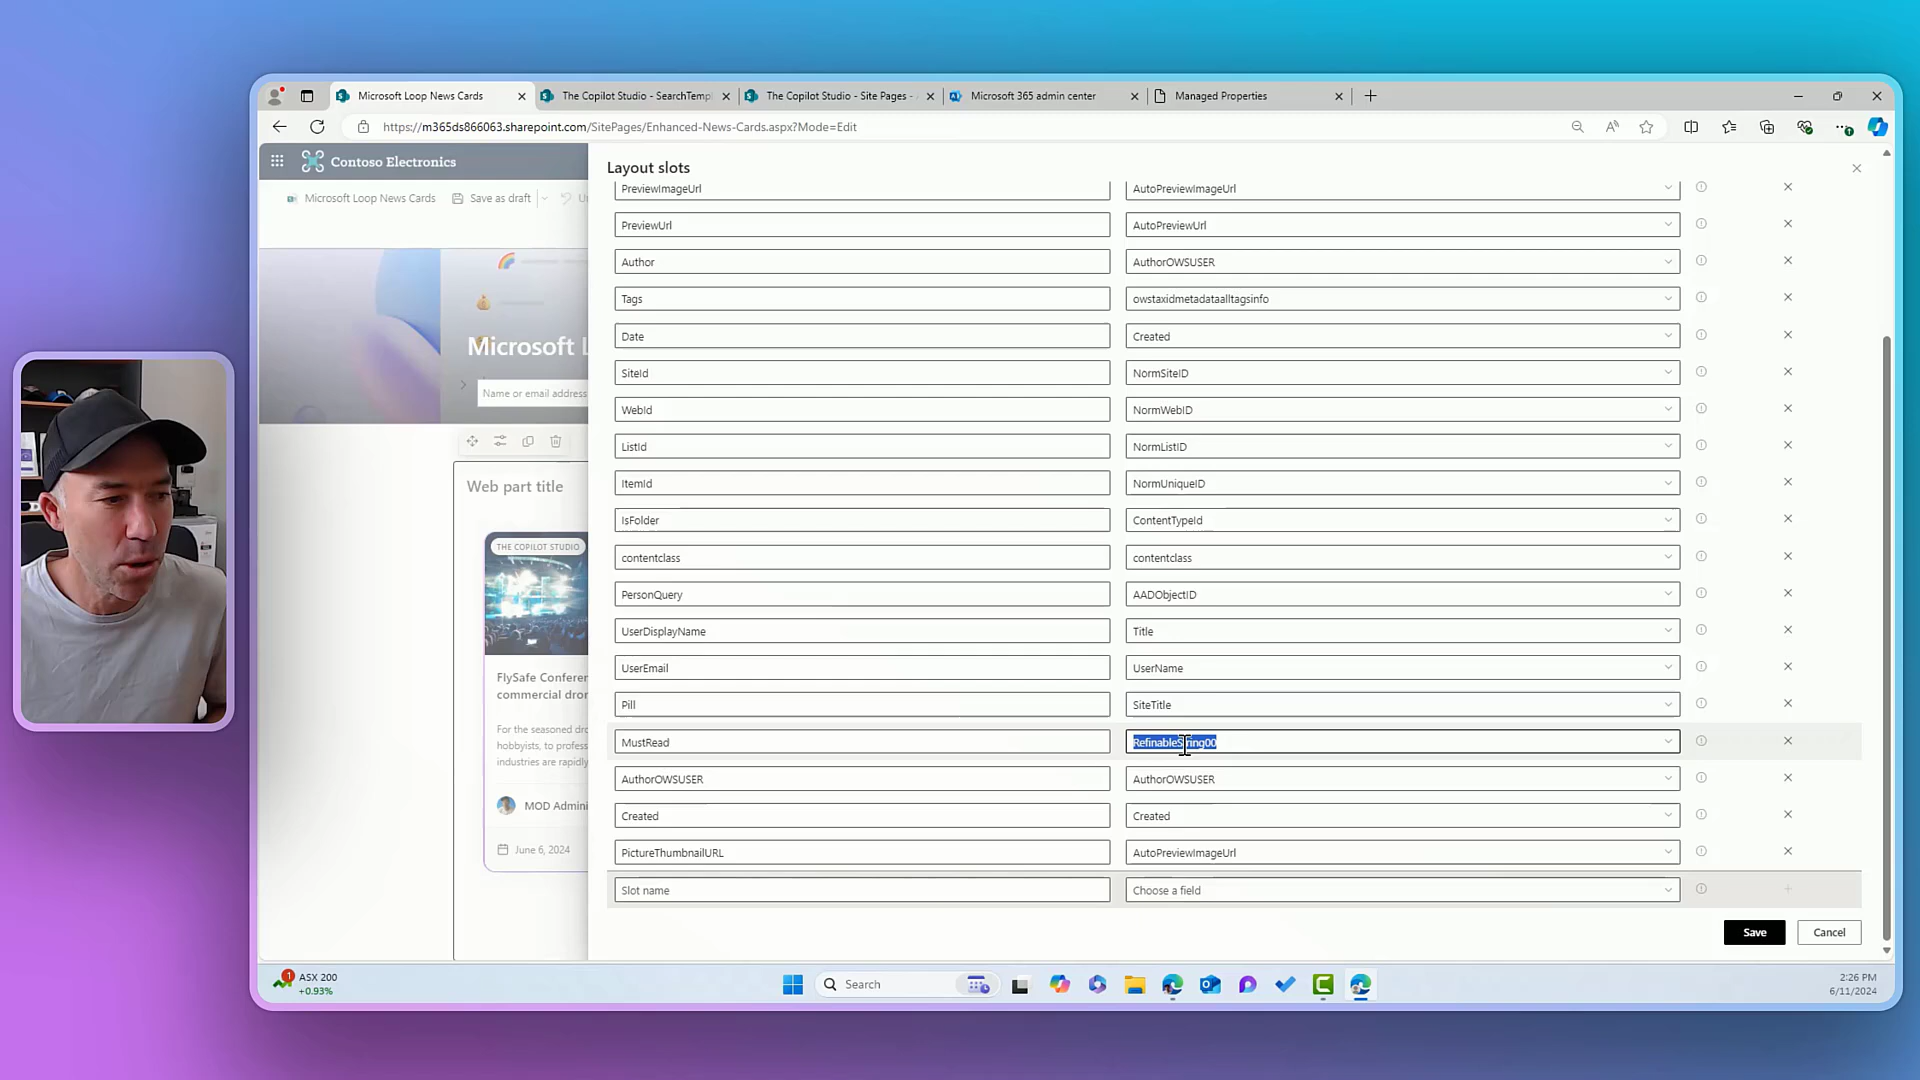 Microsoft Loop News Cards
The Copilot Studio - SearchTempl
The Copilot Studio - Site Pages -
Microsoft 365 admin center
Managed Properties
https://m365ds866063.sharepoint.com/SitePages/Enhanced-News-Cards.aspx?Mode=Edit
Contoso Electronics
Microsoft Loop News Cards
Save as draft
Microsoft L
Name or email address
Web part title
THE COPILOT STUDIO
FlySafe Conferen
commercial dron
For the seasoned dro
hobbyists, to professi
industries are rapidly
MOD Admini
June 6, 2024
Layout slots
PreviewImageUrl AutoPreviewImageUrl
PreviewUrl AutoPreviewUrl
Author AuthorOWSUSER
Tags owstaxidmetadataalltagsinfo
Date Created
SiteId NormSiteID
WebId NormWebID
ListId NormListID
ItemId NormUniqueID
IsFolder ContentTypeId
contentclass contentclass
PersonQuery AADObjectID
UserDisplayName Title
UserEmail UserName
Pill SiteTitle
MustRead RefinableString00
AuthorOWSUSER AuthorOWSUSER
Created Created
PictureThumbnailURL AutoPreviewImageUrl
Slot name Choose a field
Save Cancel
1 ASX 200
+0.93%
Search
2:26 PM
6/11/2024